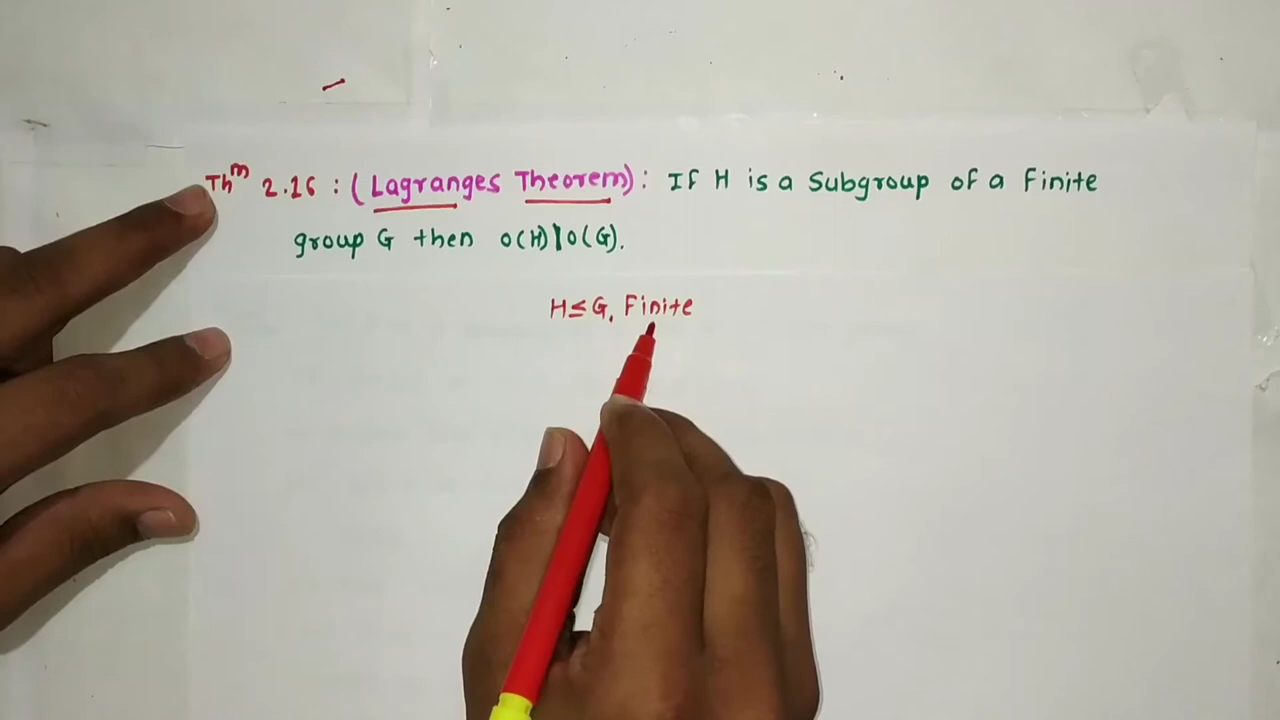 Thm 2.16 : (Lagranges Theorem) : If H is a Subgroup of a Finite
group G then o(H)|o(G).
H≤G, Finite